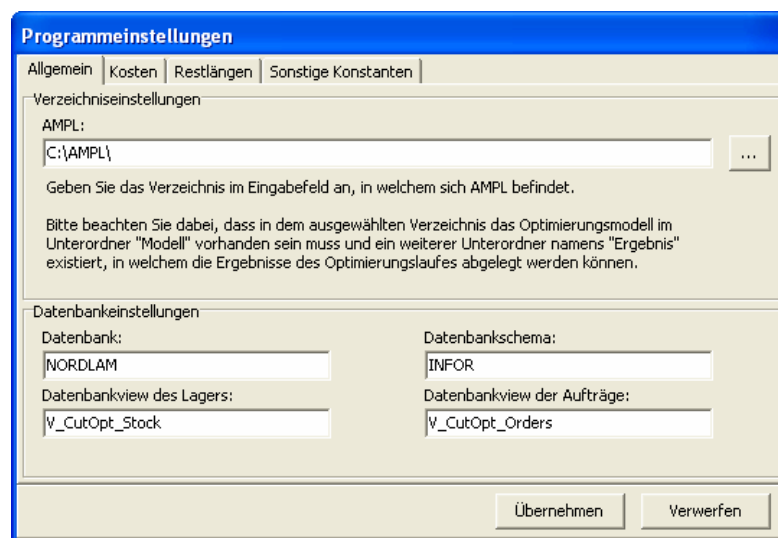 Programmeinstellungen
Allgemein Kosten Restlängen Sonstige Konstanten
Verzeichniseinstellungen
AMPL:
C:\AMPL\
...
Geben Sie das Verzeichnis im Eingabefeld an, in welchem sich AMPL befindet.
Bitte beachten Sie dabei, dass in dem ausgewählten Verzeichnis das Optimierungsmodell im
Unterordner "Modell" vorhanden sein muss und ein weiterer Unterordner namens "Ergebnis"
existiert, in welchem die Ergebnisse des Optimierungslaufes abgelegt werden können.
Datenbankeinstellungen
Datenbank: Datenbankschema:
NORDLAM INFOR
Datenbankview des Lagers: Datenbankview der Aufträge:
V_CutOpt_Stock V_CutOpt_Orders
Übernehmen Verwerfen